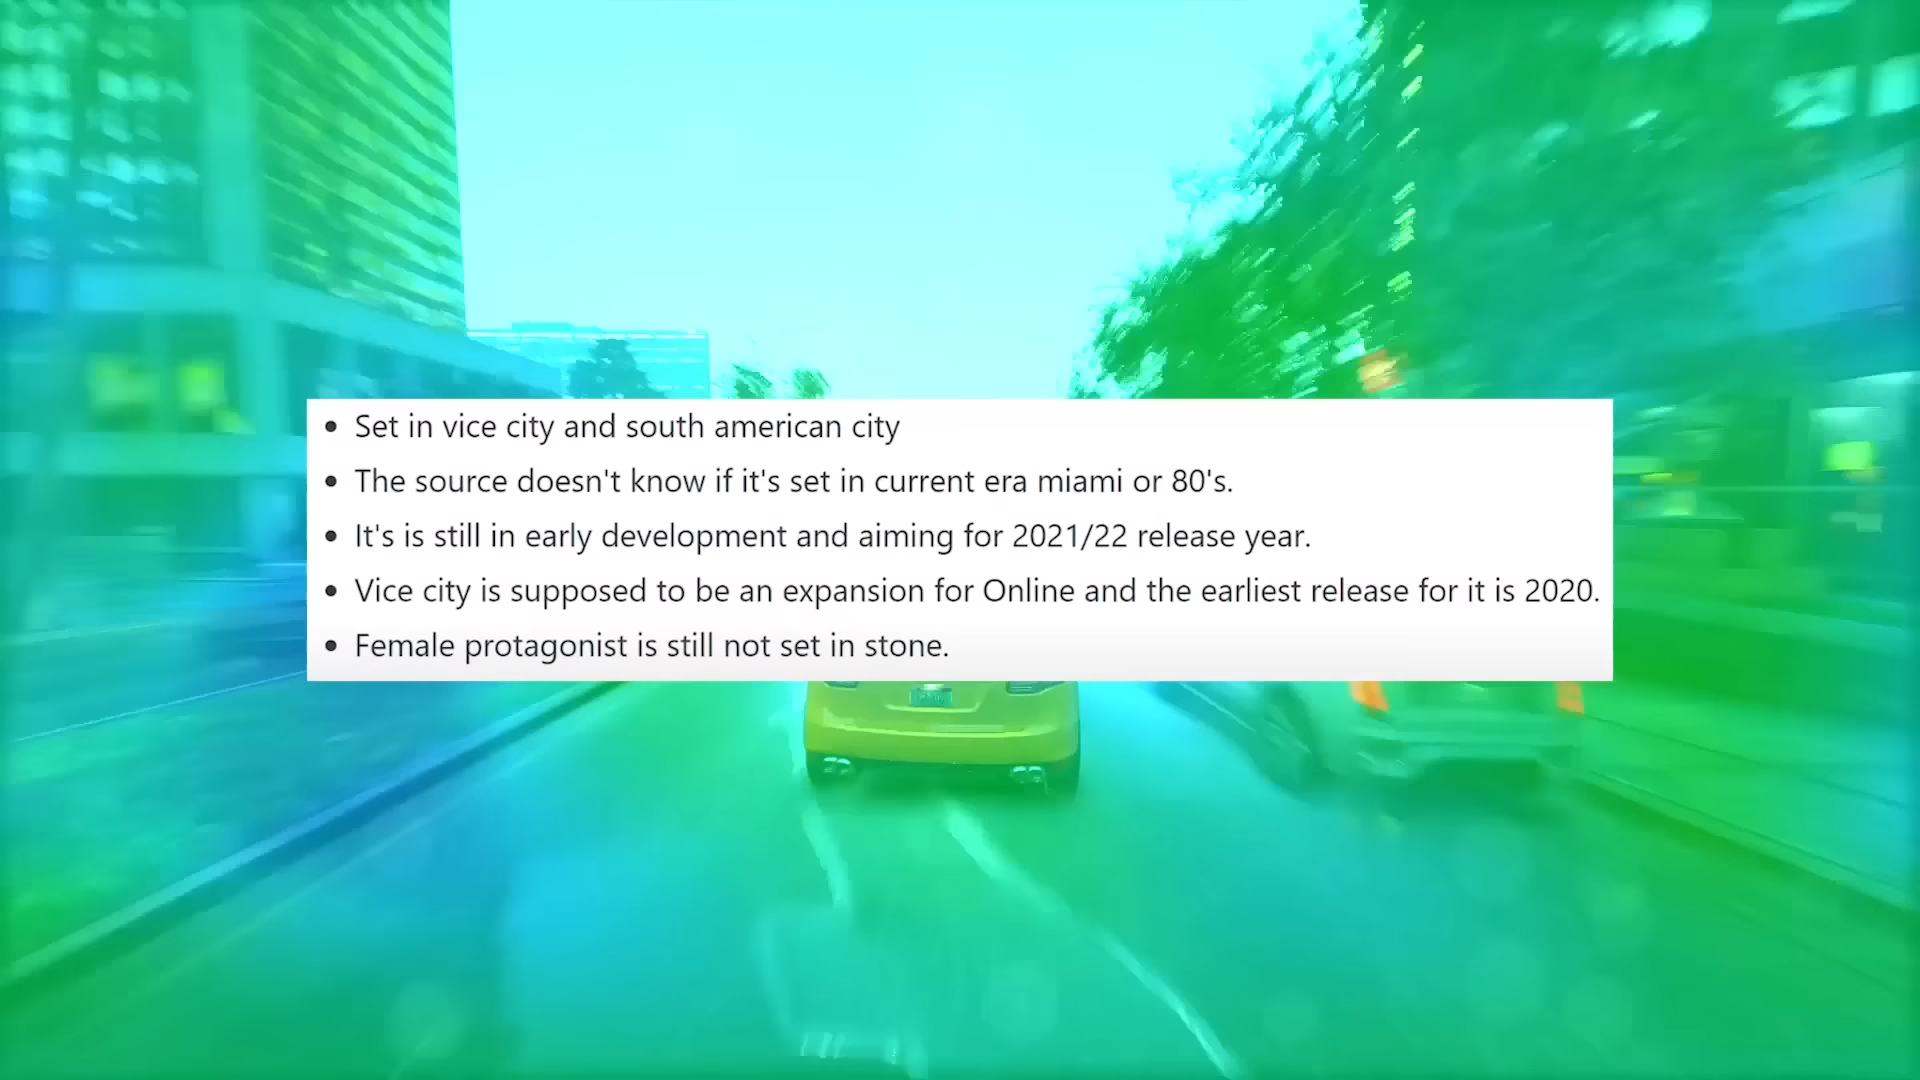 • Set in vice city and south american city
• The source doesn't know if it's set in current era miami or 80's.
• It's is still in early development and aiming for 2021/22 release year.
• Vice city is supposed to be an expansion for Online and the earliest release for it is 2020.
• Female protagonist is still not set in stone.